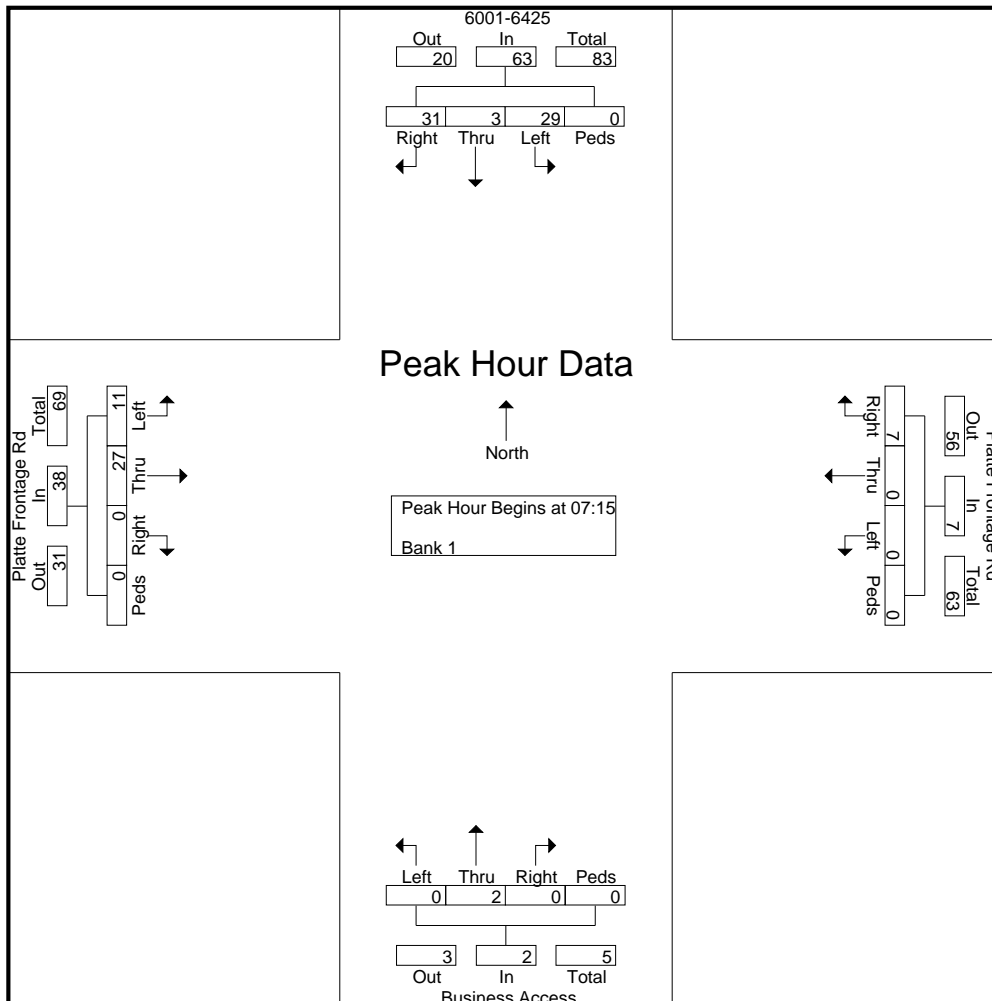 6001-6425
Out In Total
20 63 83
31 3 29 0
Right Thru Left Peds
Peak Hour Data
North
Peak Hour Begins at 07:15
Bank 1
Platte Frontage Rd
Total In Out
69 38 31
11 27 0 0
Left Thru Right Peds
Right Thru Left Peds
7 0 0 0
Out In Total
56 7 63
Platte Frontage Rd
Left Thru Right Peds
0 2 0 0
3 2 5
Out In Total
Business Access